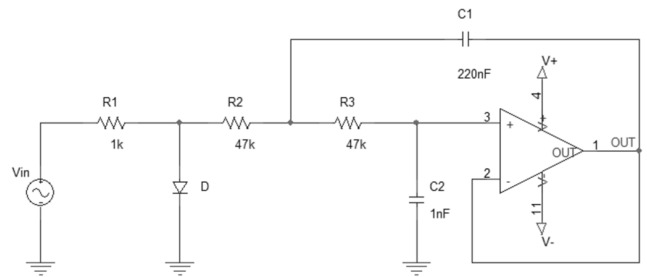 C1
220nF
V+
4
R1
R2
R3
3
+
+
1k
47k
47k
OUT
1
OUT
Vin
D
C2
1nF
2
-
-
11
V-